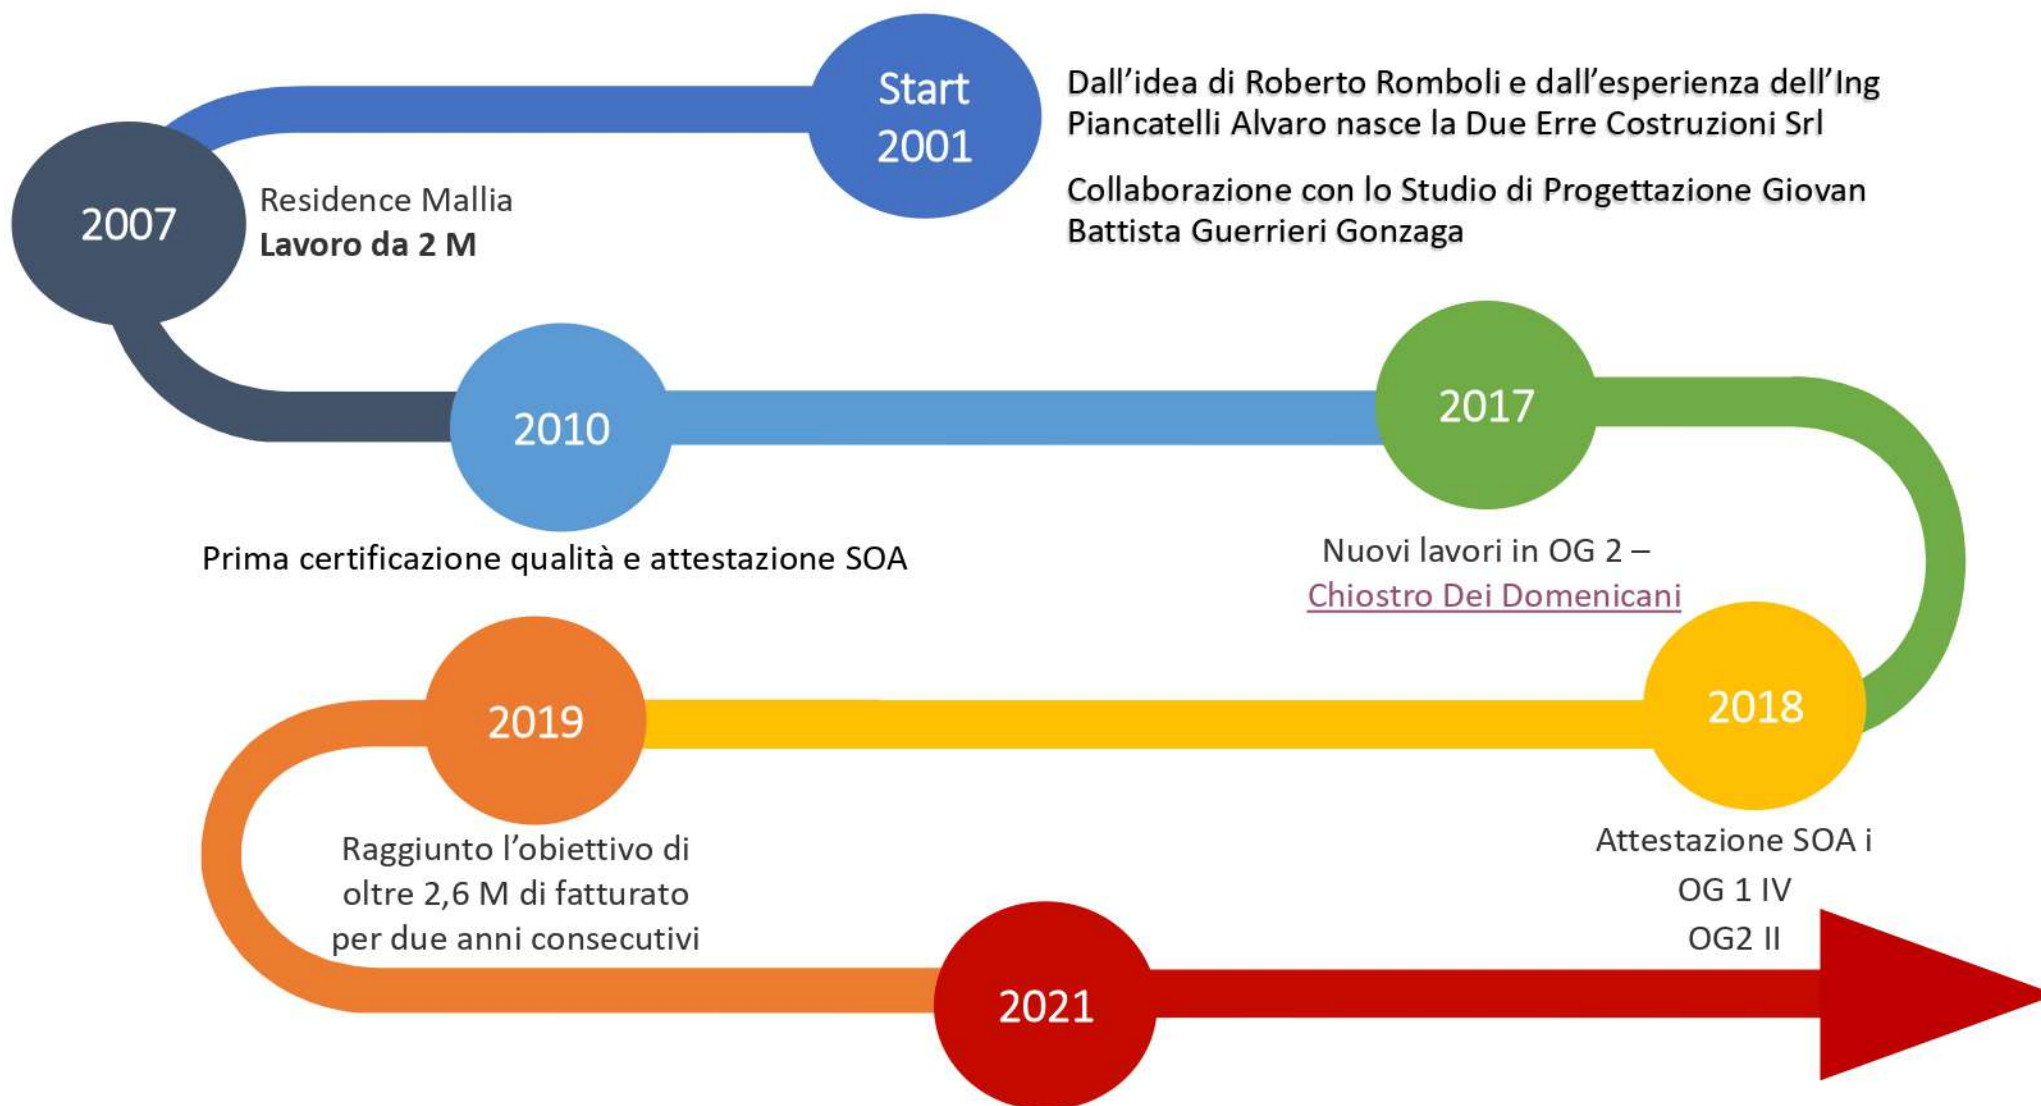 Start
2001
Dall’idea di Roberto Romboli e dall’esperienza dell’Ing
Piancatelli Alvaro nasce la Due Erre Costruzioni Srl
Collaborazione con lo Studio di Progettazione Giovan
Battista Guerrieri Gonzaga
2007
Residence Mallia
Lavoro da 2 M
2010
Prima certificazione qualità e attestazione SOA
2017
Nuovi lavori in OG 2 –
Chiostro Dei Domenicani
2018
Attestazione SOA i
OG 1 IV
OG2 II
2019
Raggiunto l’obiettivo di
oltre 2,6 M di fatturato
per due anni consecutivi
2021